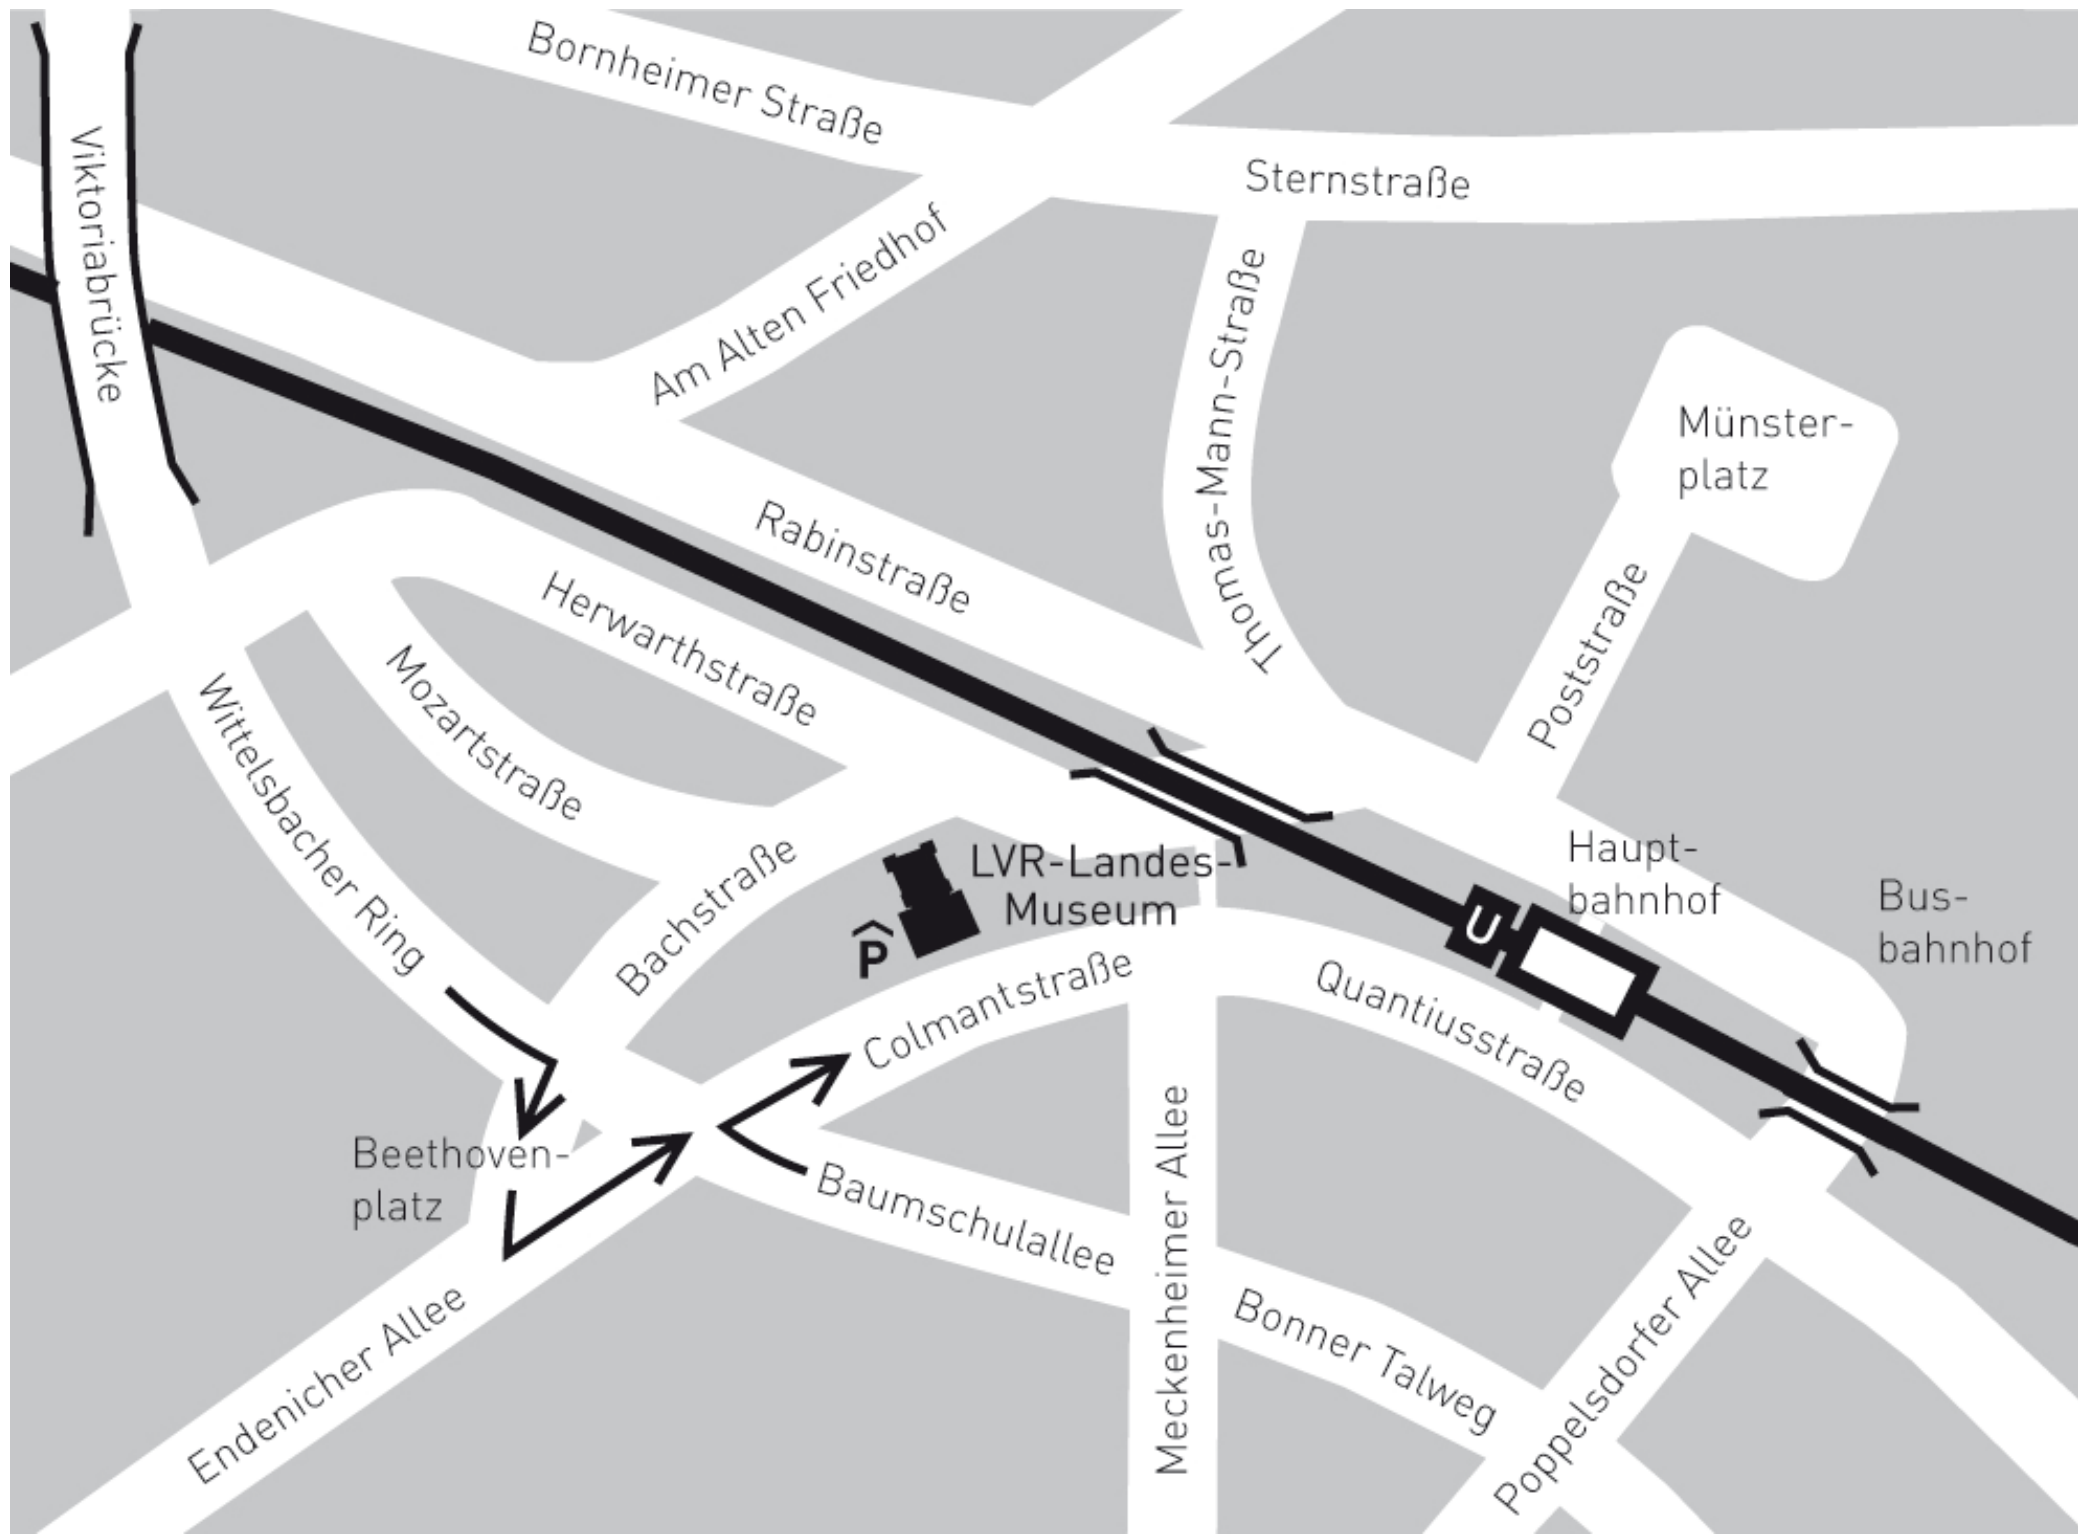 Bornheimer Straße
Viktoriabrücke
Sternstraße
Am Alten Friedhof
Thomas-Mann-Straße
Münster-
platz
Rabinstraße
Poststraße
Herwarthstraße
Mozartstraße
Wittelsbacher Ring
Haupt-
bahnhof
Bus-
bahnhof
LVR-Landes-
Museum
U
P
Bachstraße
Colmantstraße
Quantiusstraße
Beethoven-
platz
Baumschulallee
Meckenheimer Allee
Endenicher Allee
Bonner Talweg
Poppelsdorfer Allee